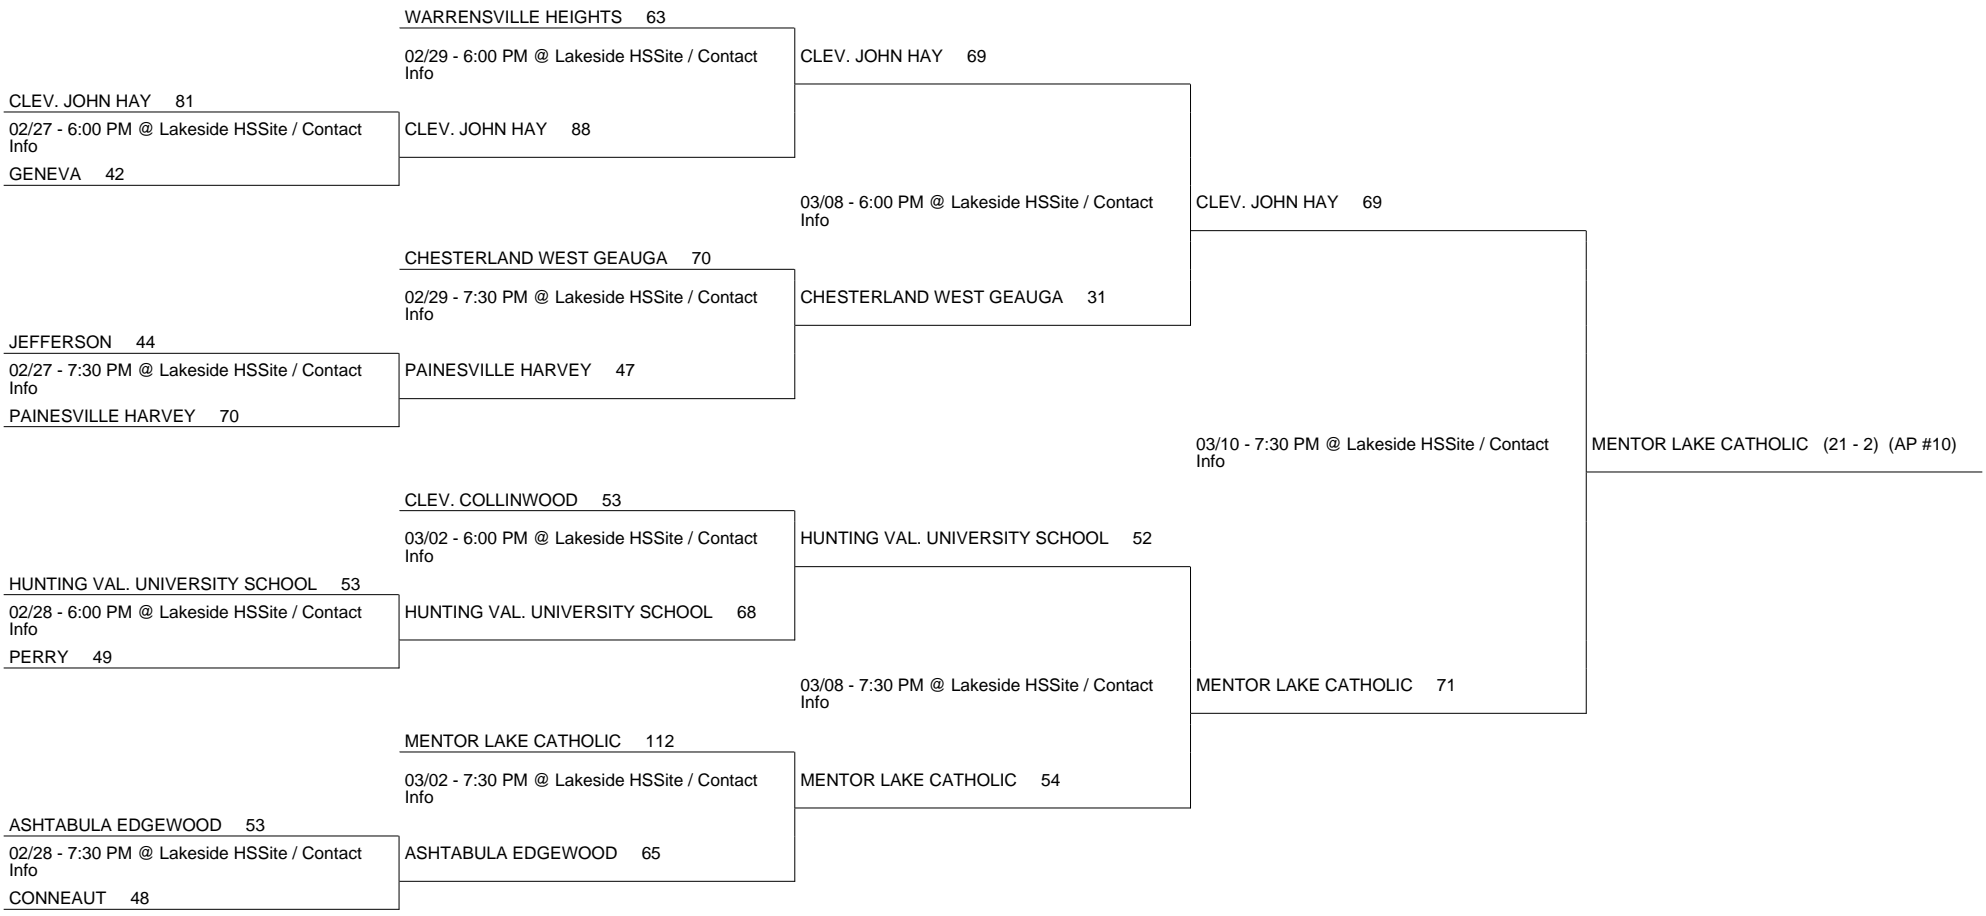 WARRENSVILLE HEIGHTS 63
02/29 - 6:00 PM @ Lakeside HSSite / Contact
Info
CLEV. JOHN HAY 69
CLEV. JOHN HAY 81
02/27 - 6:00 PM @ Lakeside HSSite / Contact
Info
CLEV. JOHN HAY 88
GENEVA 42
03/08 - 6:00 PM @ Lakeside HSSite / Contact
Info
CLEV. JOHN HAY 69
CHESTERLAND WEST GEAUGA 70
02/29 - 7:30 PM @ Lakeside HSSite / Contact
Info
CHESTERLAND WEST GEAUGA 31
JEFFERSON 44
02/27 - 7:30 PM @ Lakeside HSSite / Contact
Info
PAINESVILLE HARVEY 47
PAINESVILLE HARVEY 70
03/10 - 7:30 PM @ Lakeside HSSite / Contact
Info
MENTOR LAKE CATHOLIC (21 - 2) (AP #10)
CLEV. COLLINWOOD 53
03/02 - 6:00 PM @ Lakeside HSSite / Contact
Info
HUNTING VAL. UNIVERSITY SCHOOL 52
HUNTING VAL. UNIVERSITY SCHOOL 53
02/28 - 6:00 PM @ Lakeside HSSite / Contact
Info
HUNTING VAL. UNIVERSITY SCHOOL 68
PERRY 49
03/08 - 7:30 PM @ Lakeside HSSite / Contact
Info
MENTOR LAKE CATHOLIC 71
MENTOR LAKE CATHOLIC 112
03/02 - 7:30 PM @ Lakeside HSSite / Contact
Info
MENTOR LAKE CATHOLIC 54
ASHTABULA EDGEWOOD 53
02/28 - 7:30 PM @ Lakeside HSSite / Contact
Info
ASHTABULA EDGEWOOD 65
CONNEAUT 48